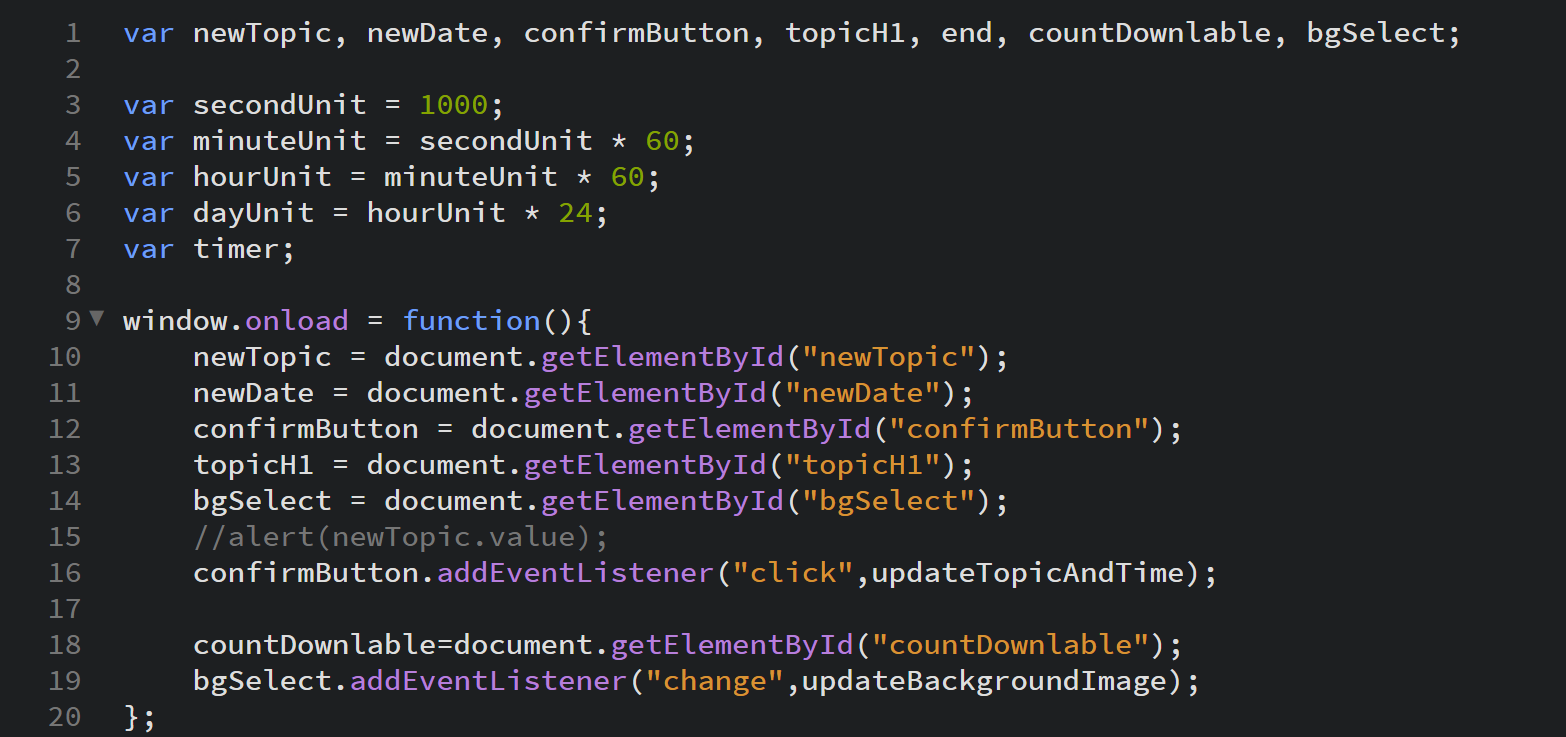 1 var newTopic, newDate, confirmButton, topicH1, end, countDownlable, bgSelect;
2
3 var secondUnit = 1000;
4 var minuteUnit = secondUnit * 60;
5 var hourUnit = minuteUnit * 60;
6 var dayUnit = hourUnit * 24;
7 var timer;
8
9 window.onload = function(){
10     newTopic = document.getElementById("newTopic");
11     newDate = document.getElementById("newDate");
12     confirmButton = document.getElementById("confirmButton");
13     topicH1 = document.getElementById("topicH1");
14     bgSelect = document.getElementById("bgSelect");
15     //alert(newTopic.value);
16     confirmButton.addEventListener("click",updateTopicAndTime);
17
18     countDownlable=document.getElementById("countDownlable");
19     bgSelect.addEventListener("change",updateBackgroundImage);
20 };